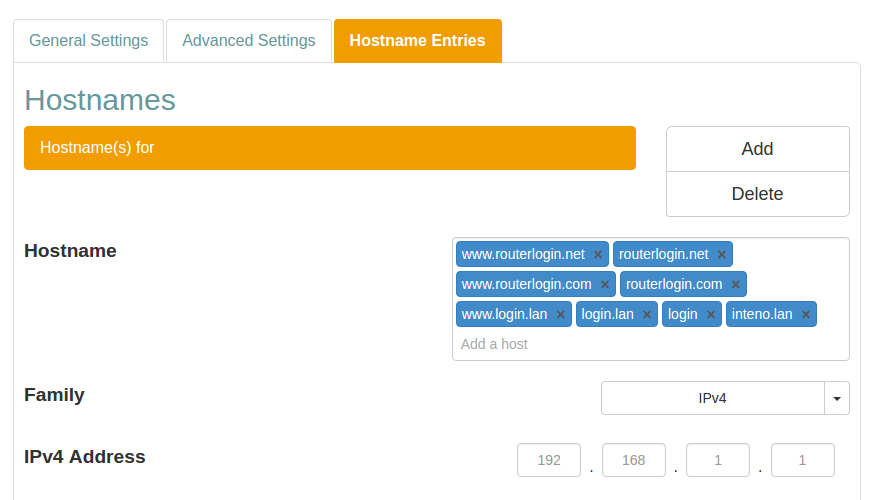 General Settings Advanced Settings Hostname Entries
Hostnames
Hostname(s) for
Add
Delete
Hostname
www.routerlogin.net × routerlogin.net ×
www.routerlogin.com × routerlogin.com ×
www.login.lan × login.lan × login × inteno.lan ×
Add a host
Family IPv4
IPv4 Address 192 . 168 . 1 . 1